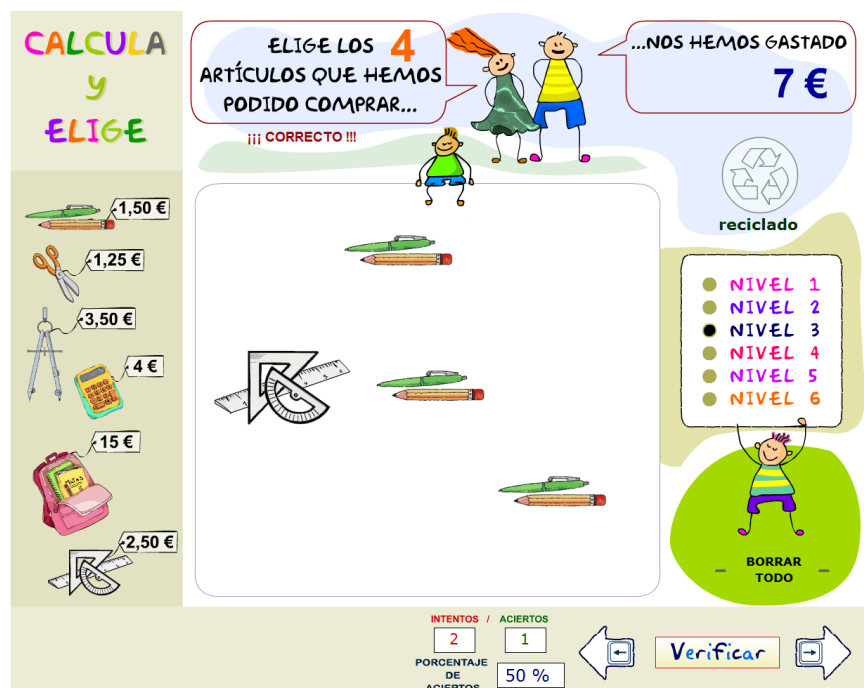 CALCULA
y
ELIGE
ELIGE LOS 4
ARTÍCULOS QUE HEMOS
PODIDO COMPRAR...
¡¡¡ CORRECTO !!!
...NOS HEMOS GASTADO
7 €
reciclado
1,50 €
1,25 €
3,50 €
4 €
15 €
Mates
2,50 €
NIVEL 1
NIVEL 2
NIVEL 3
NIVEL 4
NIVEL 5
NIVEL 6
BORRAR
TODO
INTENTOS / ACIERTOS
2 1
PORCENTAJE
DE
ACIERTOS
50 %
Verificar